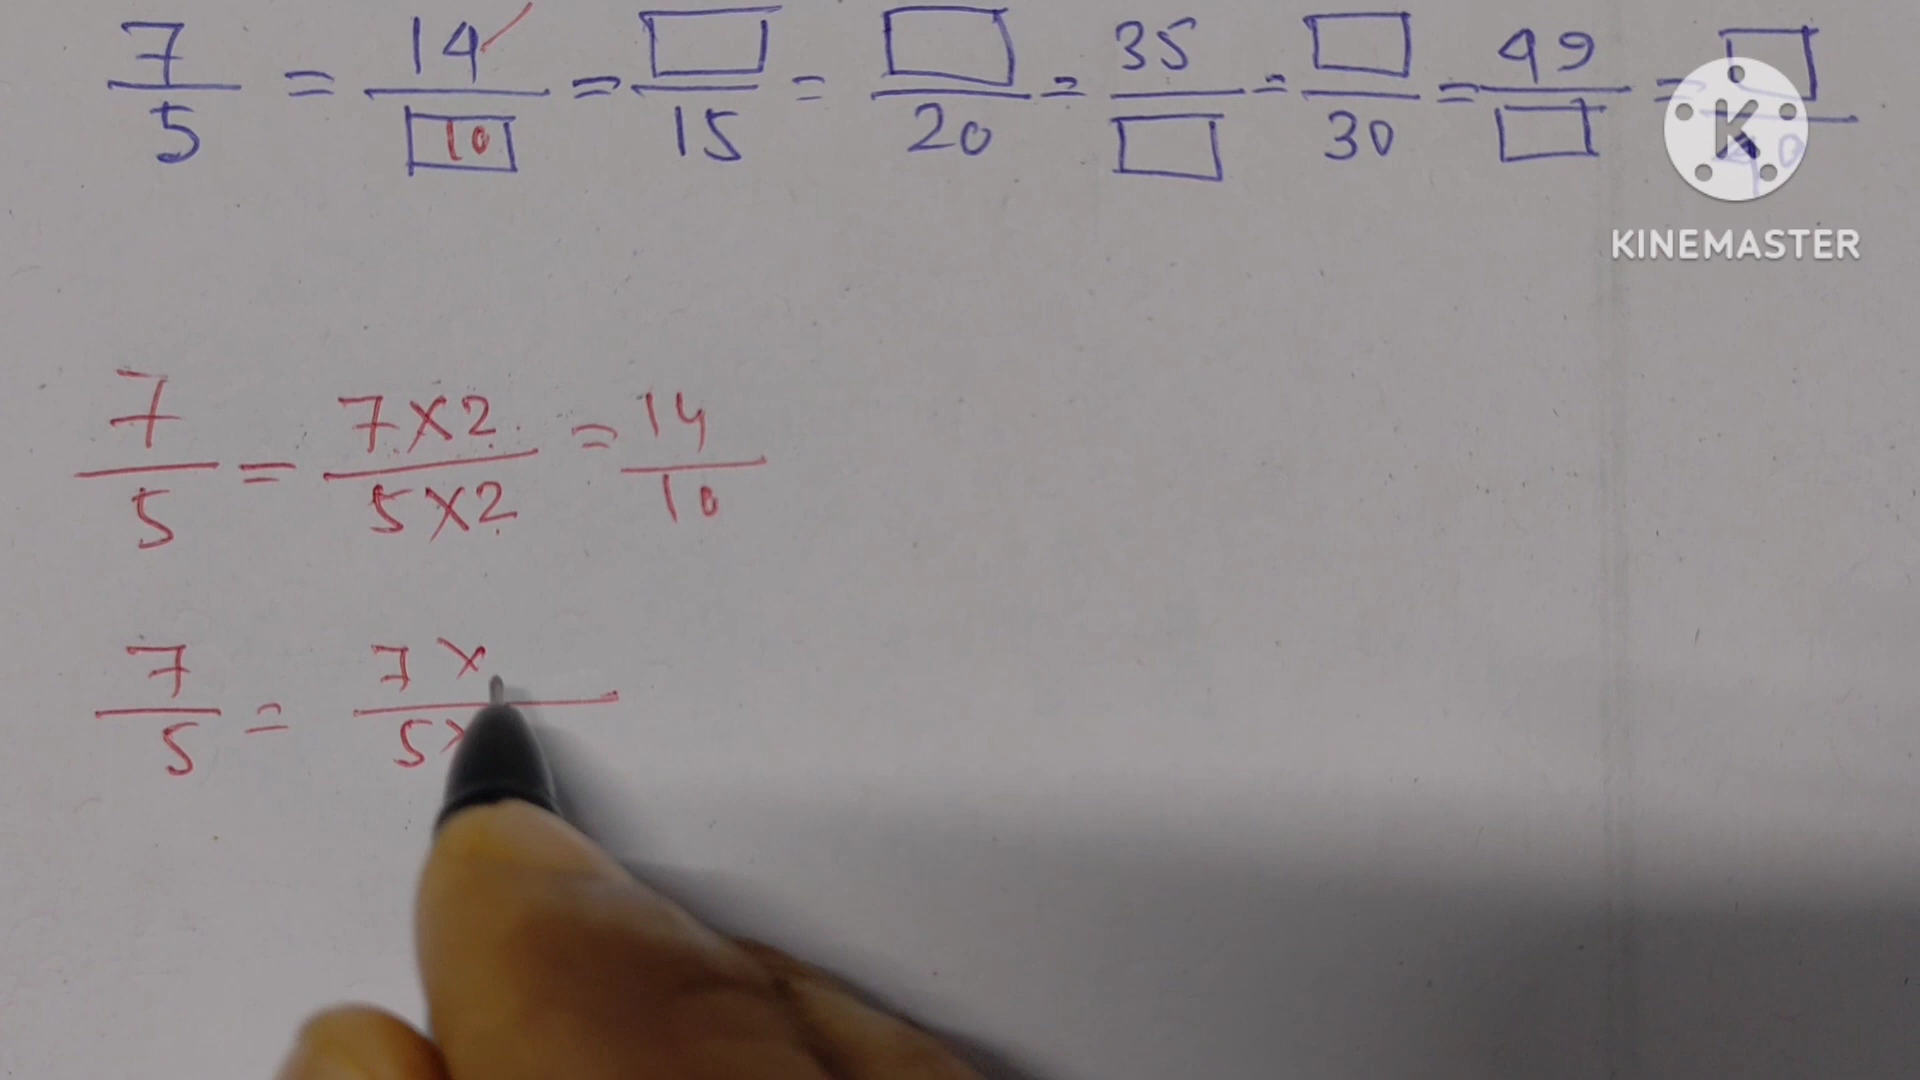 7/5 = 14/10 = □/15 = □/20 = 35/□ = □/30 = 49/□ = □/
KINEMASTER
7/5 = 7×2/5×2 = 14/10
7/5 = 7×/5×